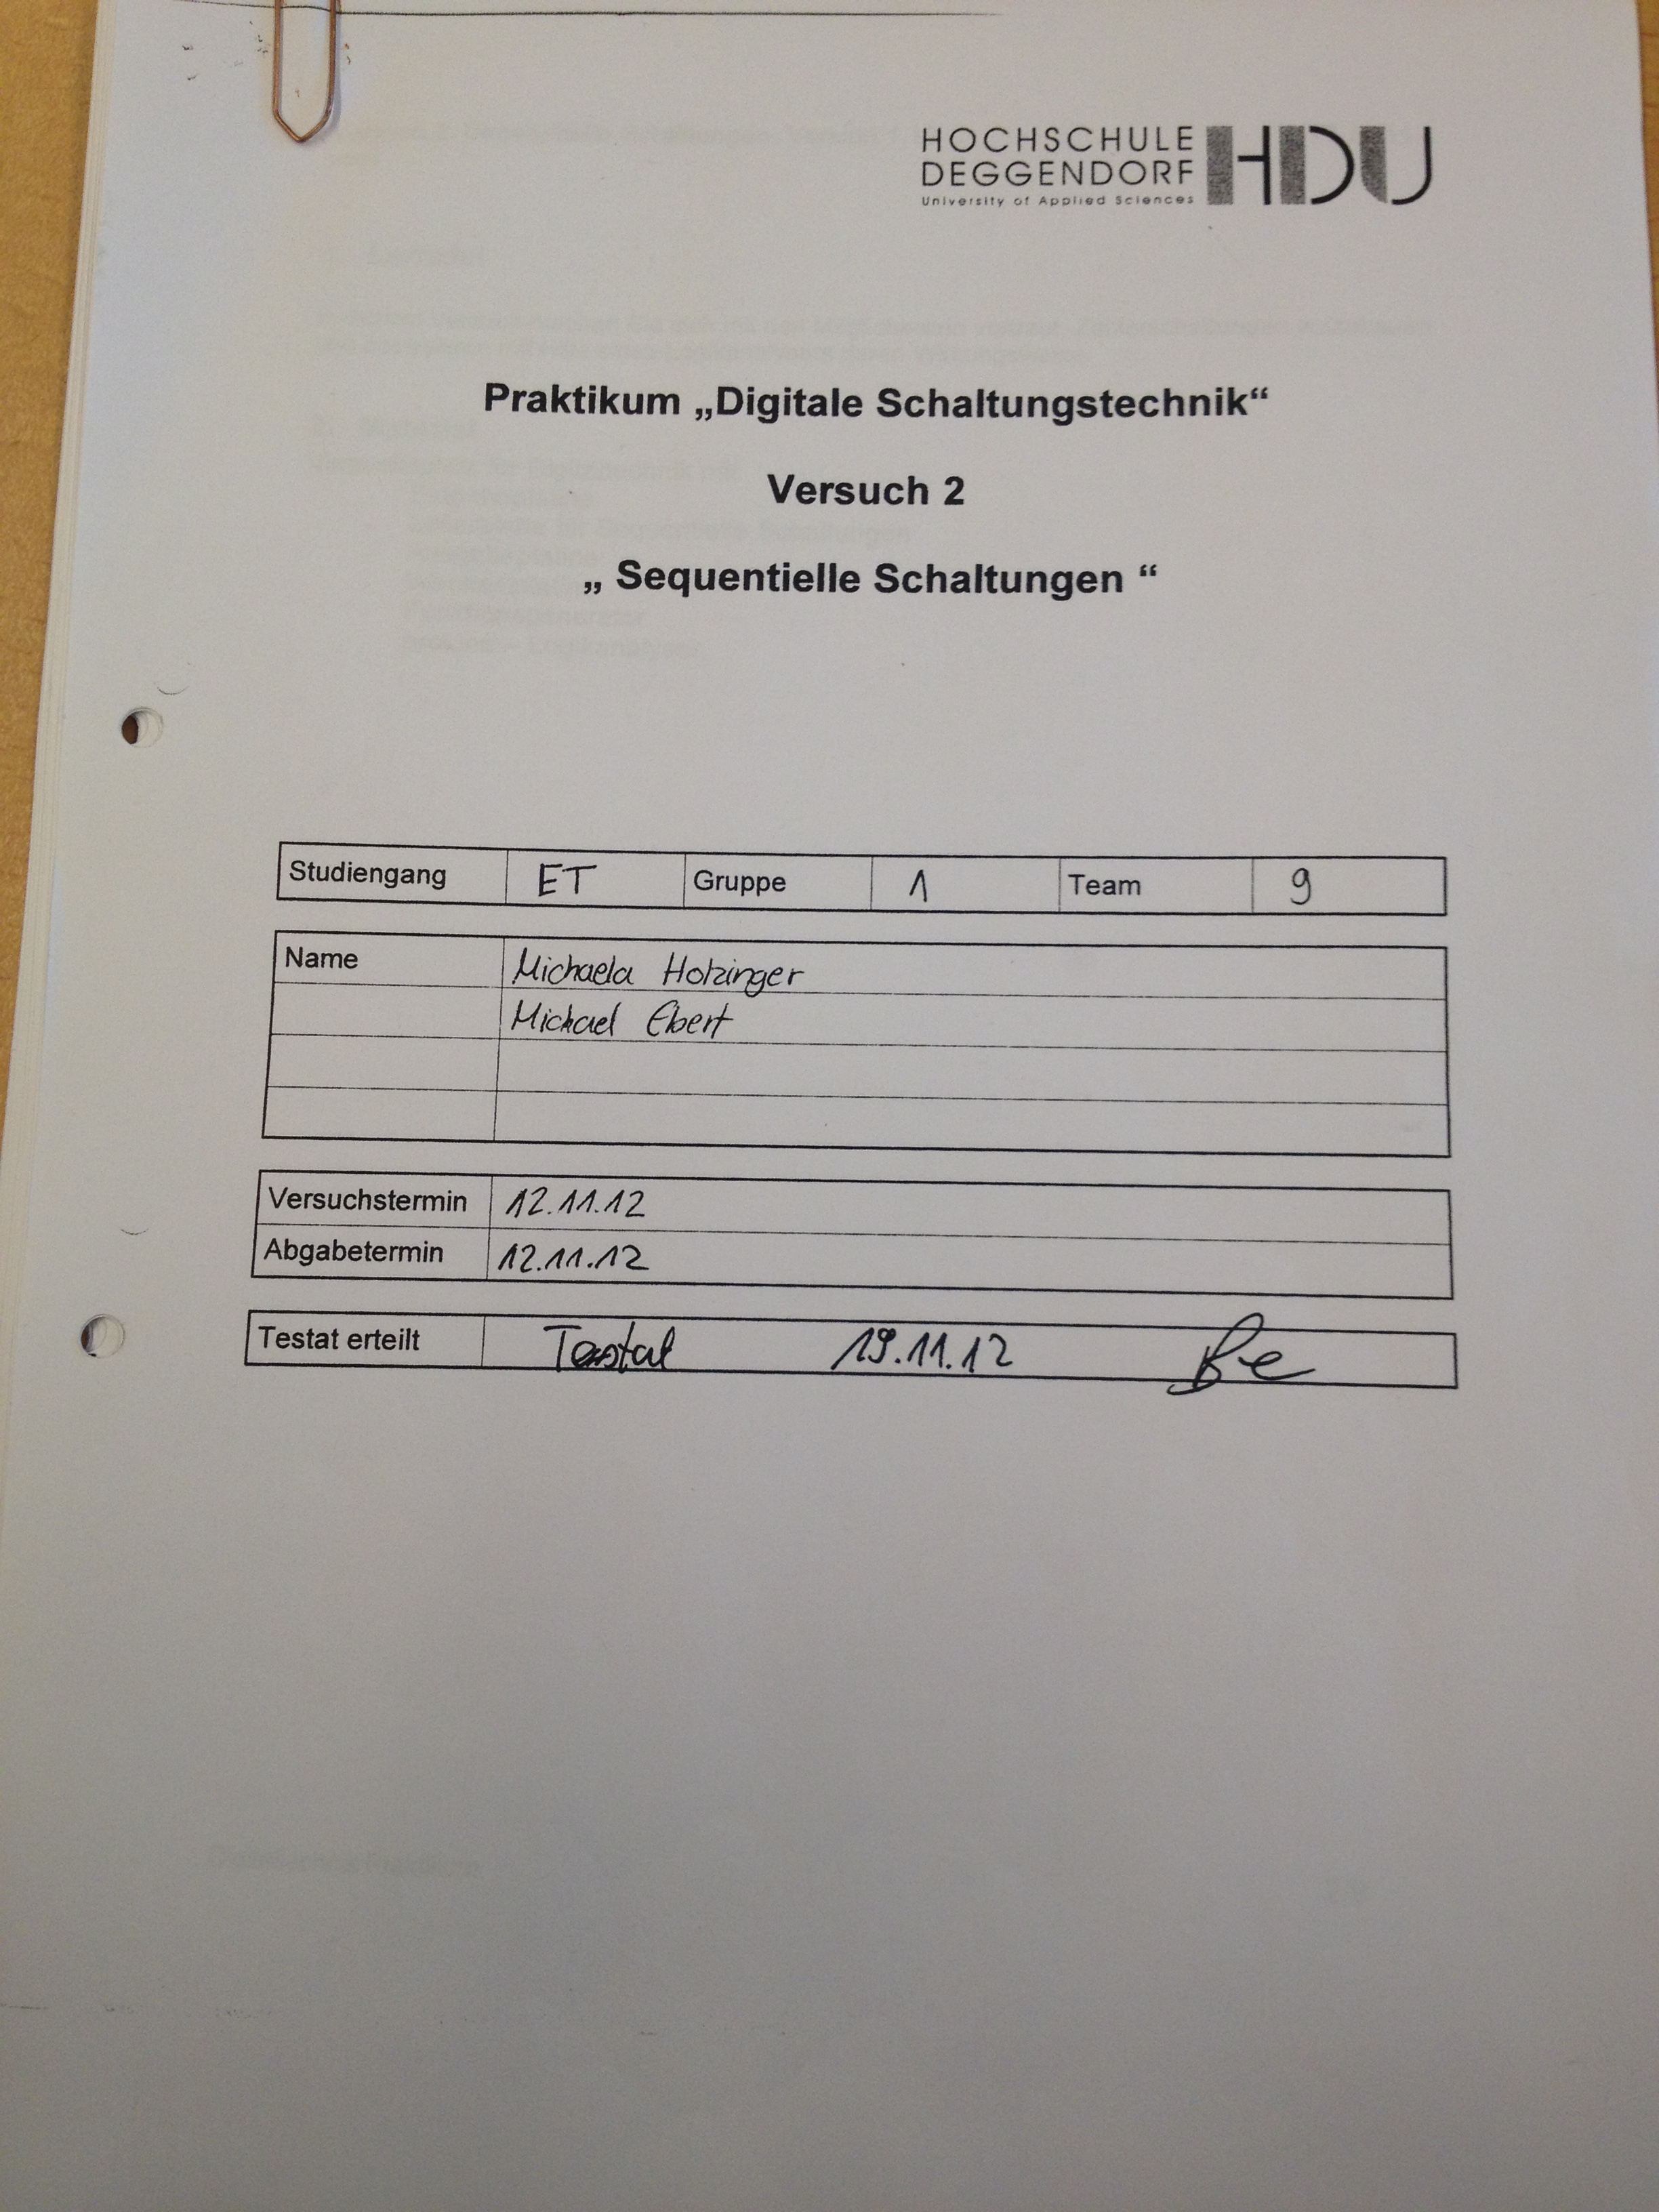 HOCHSCHULE
DEGGENDORF
University of Applied Sciences
HDU
Praktikum „Digitale Schaltungstechnik“
Versuch 2
„ Sequentielle Schaltungen “
Studiengang ET Gruppe 1 Team 9
Name Michaela Holzinger
Michael Ebert
Versuchstermin 12.11.12
Abgabetermin 12.11.12
Testat erteilt Testat 19.11.12 Be